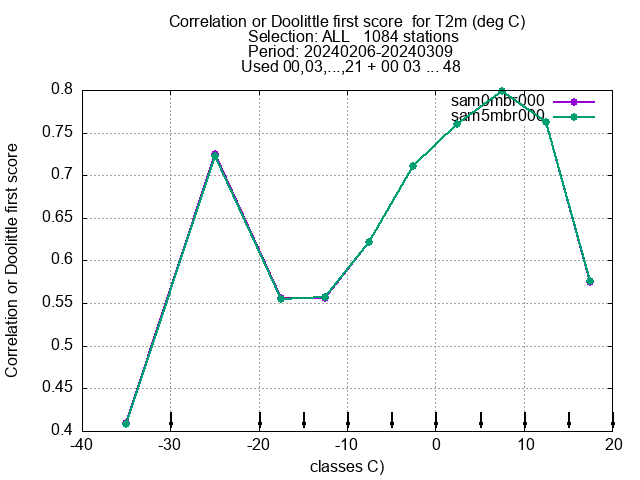 Correlation or Doolittle first score  for T2m (deg C)
Selection: ALL   1084 stations
Period: 20240206-20240309
Used 00,03,...,21 + 00 03 ... 48
sam0mbr000
sam5mbr000
Correlation or Doolittle first score
0.8
0.75
0.7
0.65
0.6
0.55
0.5
0.45
0.4
-40 -30 -20 -10 0 10 20
classes C)